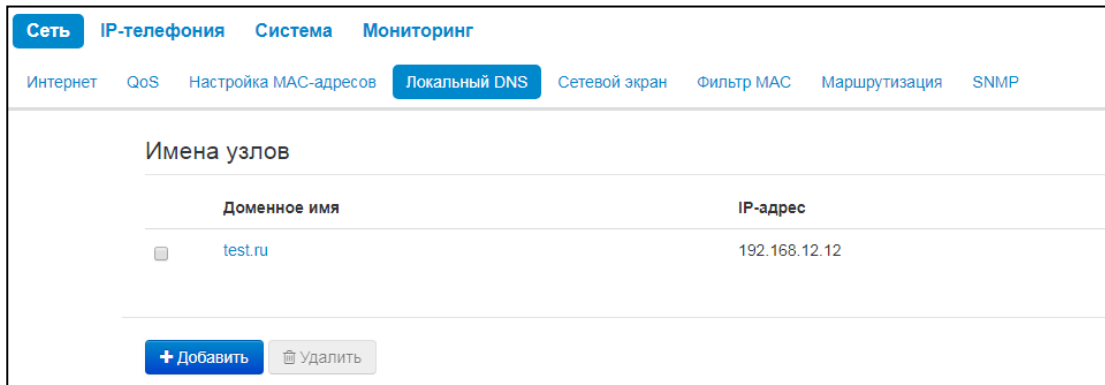 Сеть IP-телефония Система Мониторинг
Интернет QoS Настройка MAC-адресов Локальный DNS Сетевой экран Фильтр MAC Маршрутизация SNMP
Имена узлов
Доменное имя IP-адрес
test.ru 192.168.12.12
+ Добавить Удалить